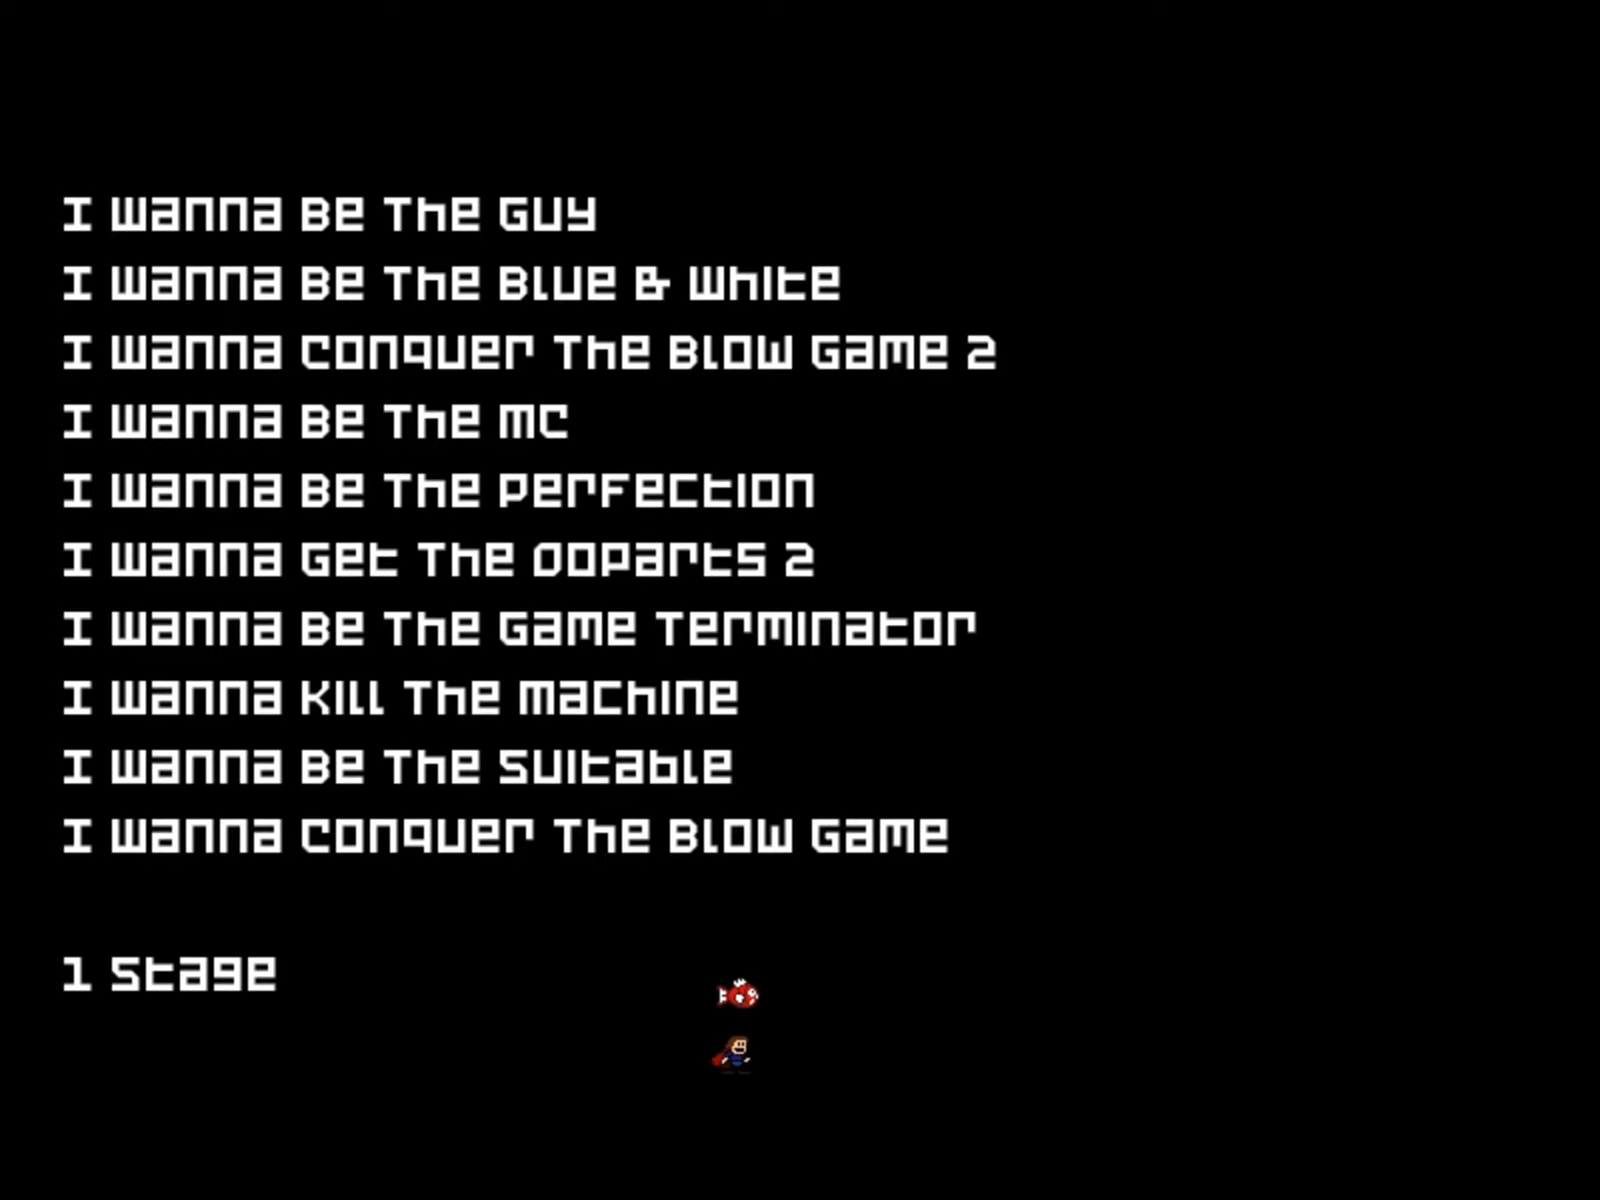 I Wanna Be The Guy
I Wanna Be The Blue & White
I Wanna Conquer The Blow Game 2
I Wanna Be The MC
I Wanna Be The Perfection
I Wanna Get The Ooparts 2
I Wanna Be The Game Terminator
I Wanna Kill The Machine
I Wanna Be The Suitable
I Wanna Conquer The Blow Game
1 Stage